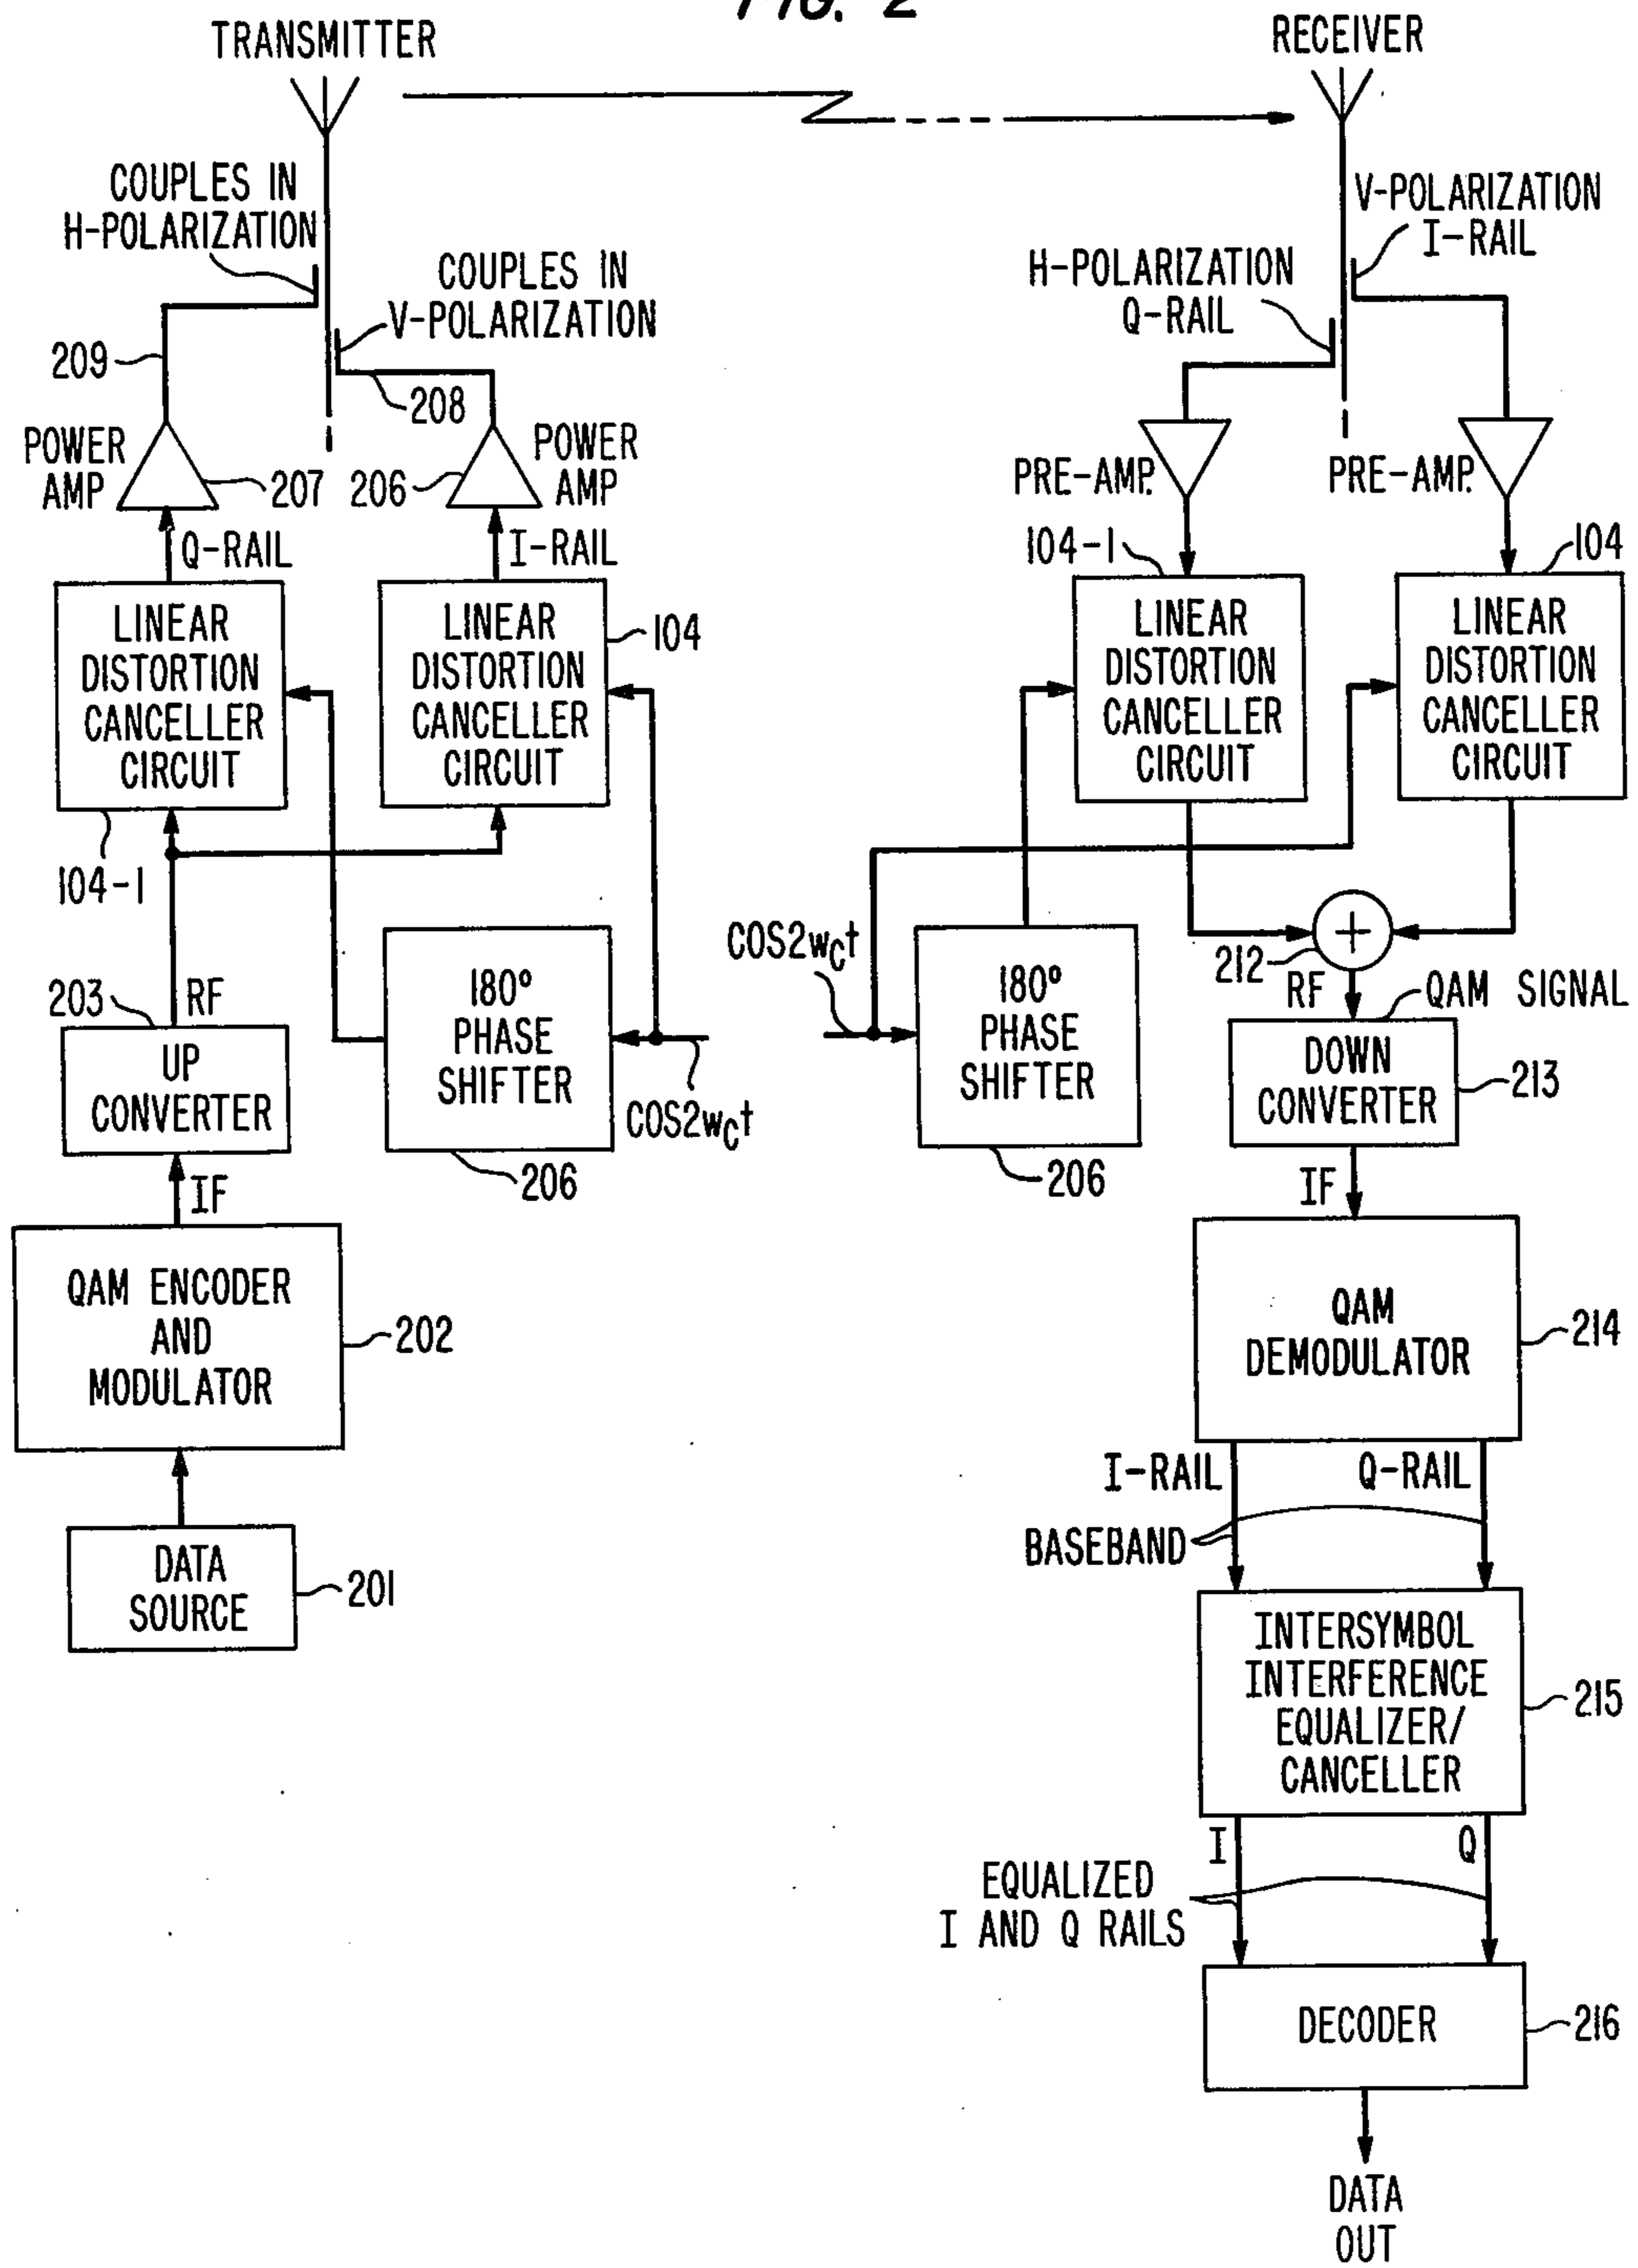 FIG. 2
TRANSMITTER
RECEIVER
COUPLES IN
H-POLARIZATION
COUPLES IN
V-POLARIZATION
V-POLARIZATION
I-RAIL
H-POLARIZATION
Q-RAIL
209
208
POWER
AMP
207
206
POWER
AMP
PRE-AMP.
PRE-AMP.
Q-RAIL
I-RAIL
104-1
104
LINEAR
DISTORTION
CANCELLER
CIRCUIT
LINEAR
DISTORTION
CANCELLER
CIRCUIT
104
LINEAR
DISTORTION
CANCELLER
CIRCUIT
LINEAR
DISTORTION
CANCELLER
CIRCUIT
104-1
203
RF
UP
CONVERTER
180°
PHASE
SHIFTER
COS2wct
206
COS2wct
180°
PHASE
SHIFTER
206
212
RF
QAM SIGNAL
DOWN
CONVERTER
213
IF
IF
QAM ENCODER
AND
MODULATOR
202
QAM
DEMODULATOR
214
DATA
SOURCE
201
I-RAIL
Q-RAIL
BASEBAND
INTERSYMBOL
INTERFERENCE
EQUALIZER/
CANCELLER
215
I
Q
EQUALIZED
I AND Q RAILS
DECODER
216
DATA
OUT